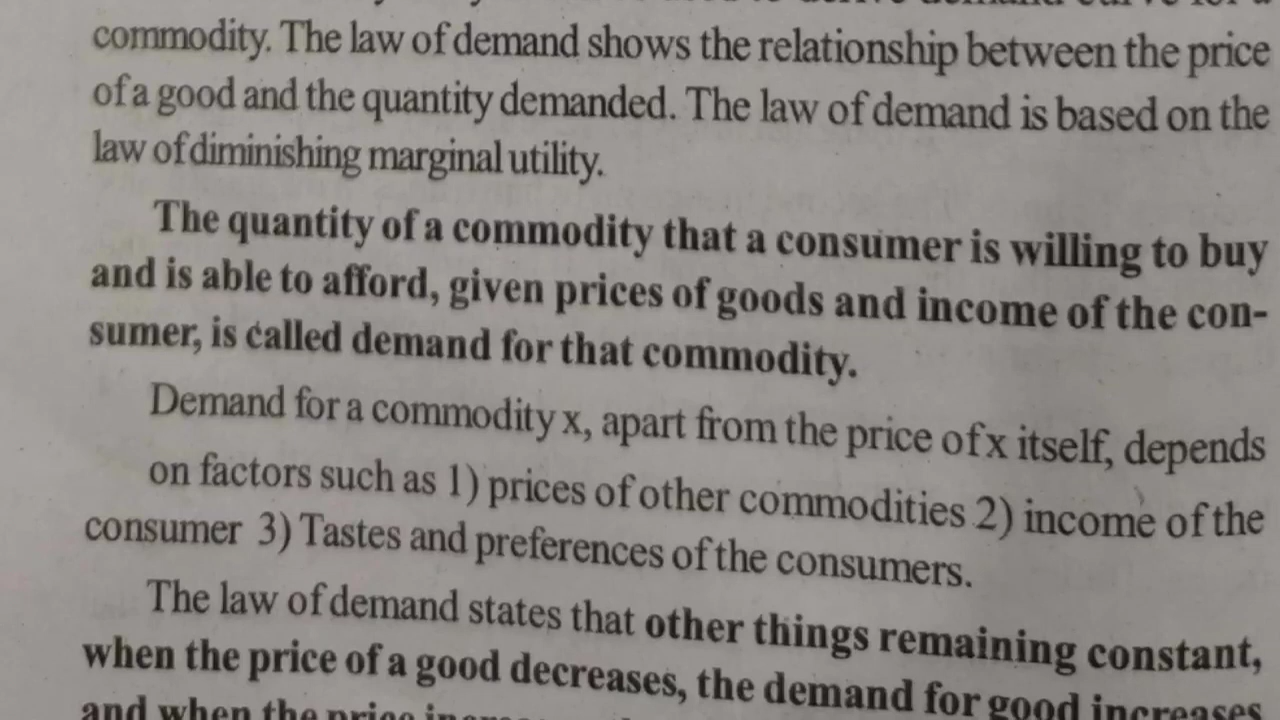 commodity. The law of demand shows the relationship between the price
of a good and the quantity demanded. The law of demand is based on the
law of diminishing marginal utility.
The quantity of a commodity that a consumer is willing to buy
and is able to afford, given prices of goods and income of the con-
sumer, is called demand for that commodity.
Demand for a commodity x, apart from the price of x itself, depends
on factors such as 1) prices of other commodities 2) income of the
consumer 3) Tastes and preferences of the consumers.
The law of demand states that other things remaining constant,
when the price of a good decreases, the demand for good increases
and when the price